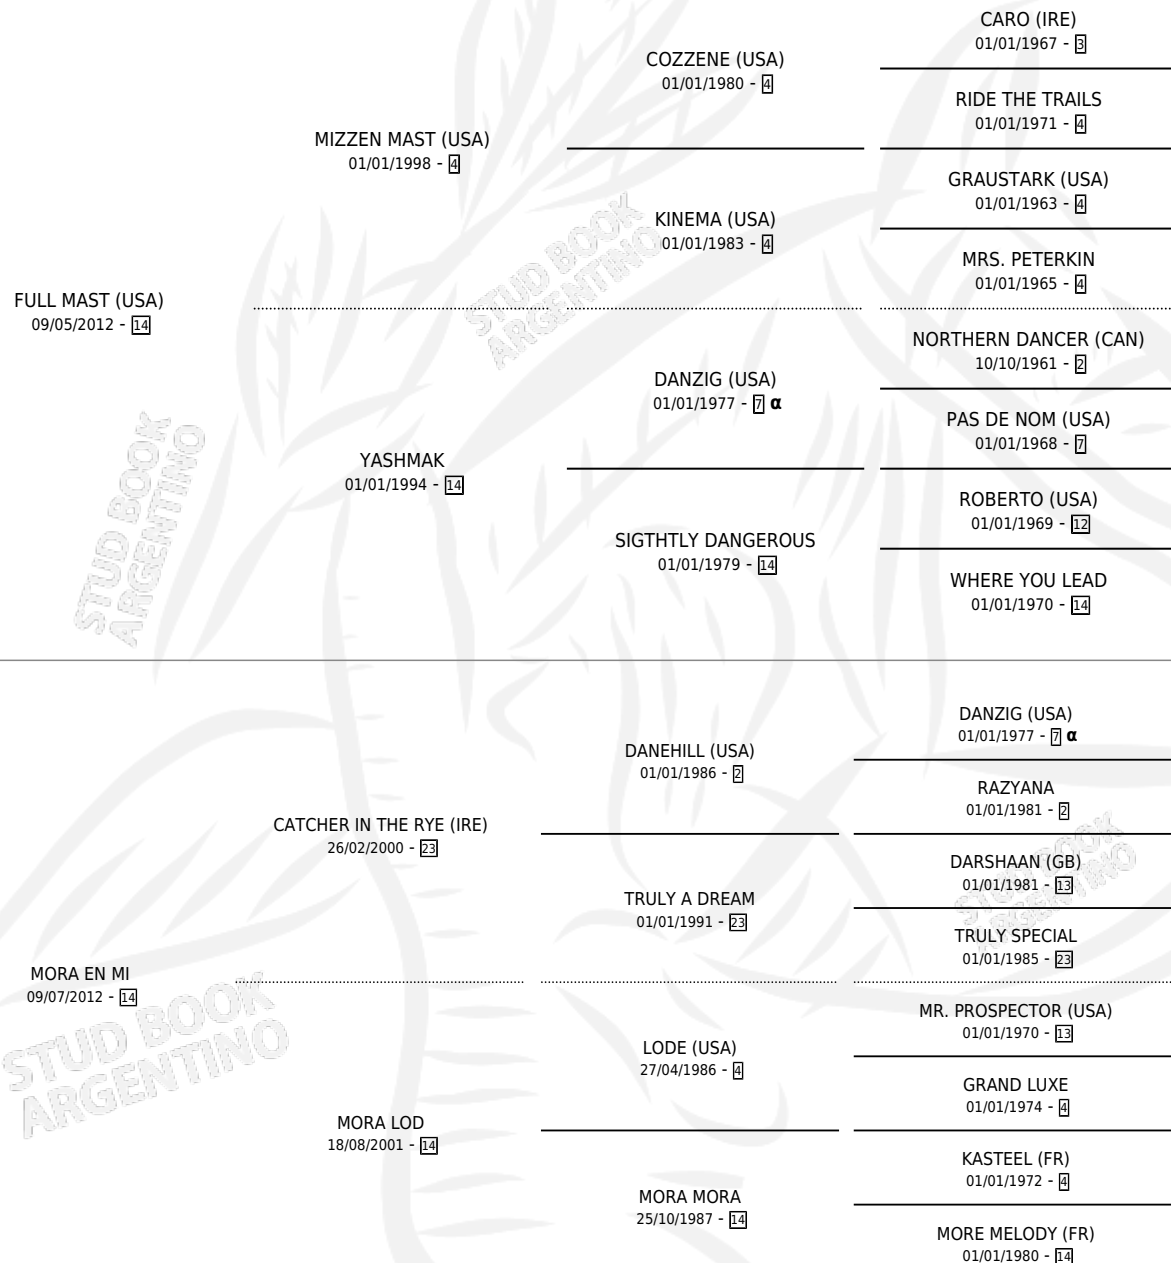 CARO (IRE)
01/01/1967 - 3
COZZENE (USA)
01/01/1980 - 4
RIDE THE TRAILS
01/01/1971 - 4
MIZZEN MAST (USA)
01/01/1998 - 4
GRAUSTARK (USA)
01/01/1963 - 4
KINEMA (USA)
01/01/1983 - 4
MRS. PETERKIN
01/01/1965 - 4
FULL MAST (USA)
09/05/2012 - 14
NORTHERN DANCER (CAN)
10/10/1961 - 2
DANZIG (USA)
01/01/1977 - 7 α
PAS DE NOM (USA)
01/01/1968 - 7
YASHMAK
01/01/1994 - 14
ROBERTO (USA)
01/01/1969 - 12
SIGTHTLY DANGEROUS
01/01/1979 - 14
WHERE YOU LEAD
01/01/1970 - 14
DANZIG (USA)
01/01/1977 - 7 α
DANEHILL (USA)
01/01/1986 - 2
RAZYANA
01/01/1981 - 2
CATCHER IN THE RYE (IRE)
26/02/2000 - 23
DARSHAAN (GB)
01/01/1981 - 13
TRULY A DREAM
01/01/1991 - 23
TRULY SPECIAL
01/01/1985 - 23
MORA EN MI
09/07/2012 - 14
MR. PROSPECTOR (USA)
01/01/1970 - 13
LODE (USA)
27/04/1986 - 4
GRAND LUXE
01/01/1974 - 4
MORA LOD
18/08/2001 - 14
KASTEEL (FR)
01/01/1972 - 4
MORA MORA
25/10/1987 - 14
MORE MELODY (FR)
01/01/1980 - 14
STUD BOOK
ARGENTINO
STUD BOOK
ARGENTINO
STUD BOOK
ARGENTINO
STUD BOOK
ARGENTINO